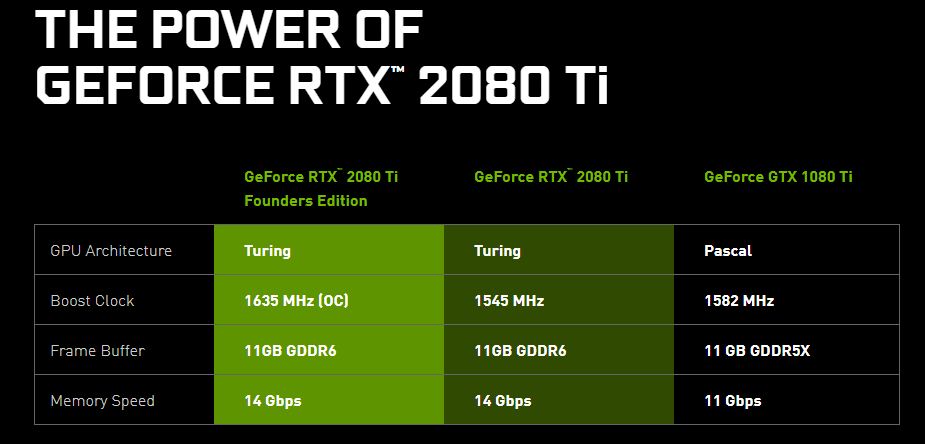 THE POWER OF
GEFORCE RTX™ 2080 Ti
GeForce RTX™ 2080 Ti Founders Edition GeForce RTX™ 2080 Ti GeForce GTX 1080 Ti
GPU Architecture Turing Turing Pascal
Boost Clock 1635 MHz (OC) 1545 MHz 1582 MHz
Frame Buffer 11GB GDDR6 11GB GDDR6 11 GB GDDR5X
Memory Speed 14 Gbps 14 Gbps 11 Gbps